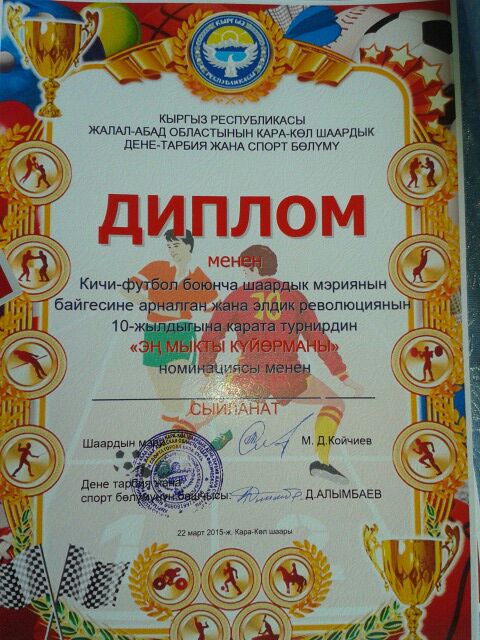 КЫРГЫЗ РЕСПУБЛИКАСЫ
ЖАЛАЛ-АБАД ОБЛАСТЫНЫН КАРА-КӨЛ ШААРДЫК
ДЕНЕ-ТАРБИЯ ЖАНА СПОРТ БӨЛҮМҮ
ДИПЛОМ
менен
Кичи-футбол боюнча шаардык мэриянын
байгесине арналган жана элдик революциянын
10-жылдыгына карата турнирдин
«ЭҢ МЫКТЫ КҮЙӨРМАНЫ»
номинациясы менен
СЫЙЛАНАТ
Шаардын мэри М. Д.Койчиев
Дене тарбия жана
спорт бөлүмүнүн башчысы: Д.АЛЫМБАЕВ
22 март 2015-ж. Кара-Көл шаары